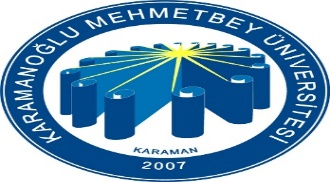 KARAMANOĞLU MEHMETBEY ÜNİVERSİTESİ
KARAMAN
2007